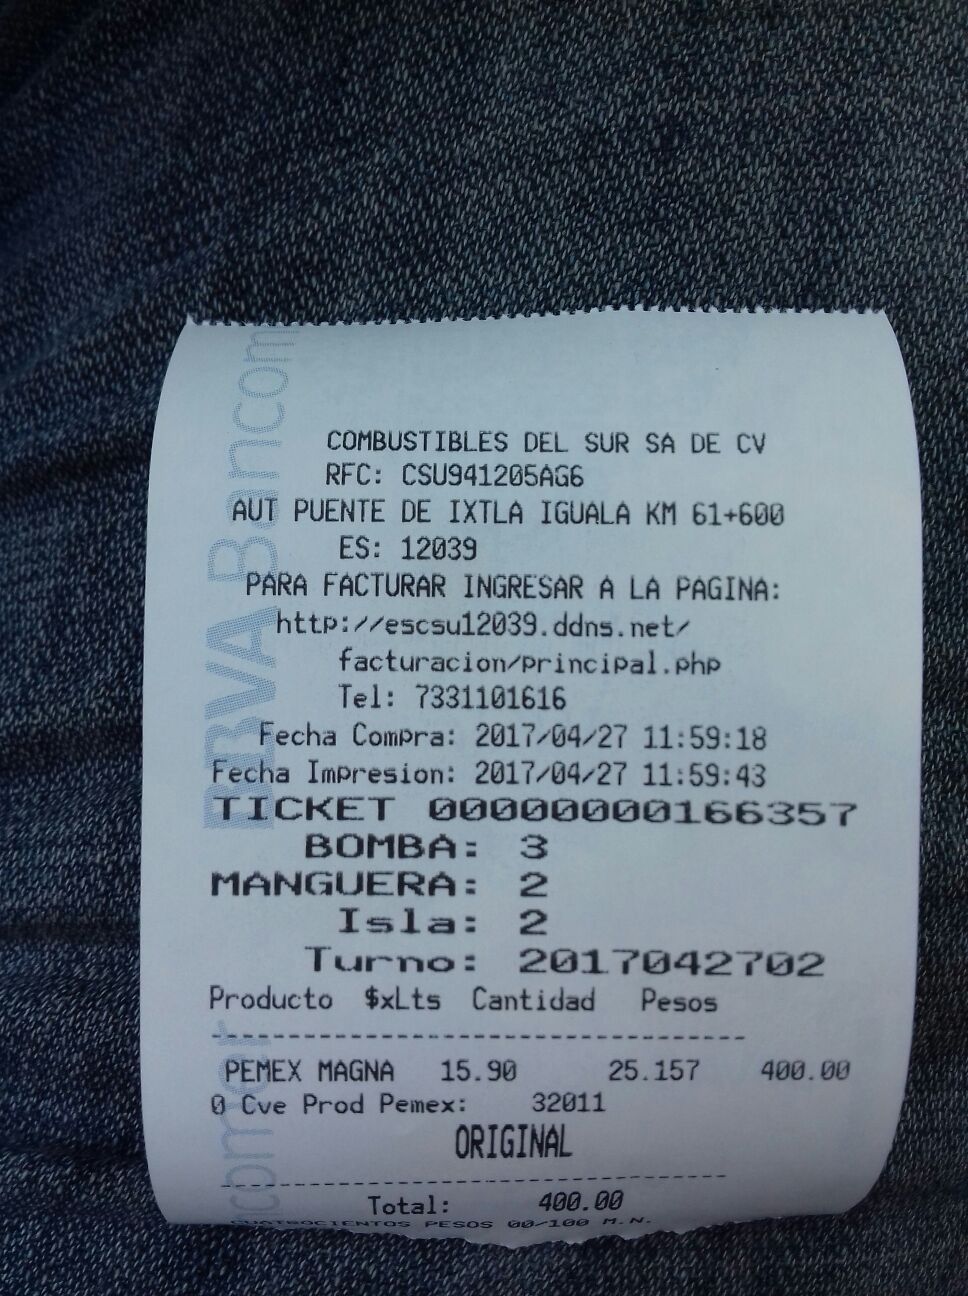 COMBUSTIBLES DEL SUR SA DE CV
RFC: CSU941205AG6
AUT PUENTE DE IXTLA IGUALA KM 61+600
ES: 12039
PARA FACTURAR INGRESAR A LA PAGINA:
http://escsu12039.ddns.net/
facturacion/principal.php
Tel: 7331101616
Fecha Compra: 2017/04/27 11:59:18
Fecha Impresion: 2017/04/27 11:59:43
TICKET 00000000166357
BOMBA: 3
MANGUERA: 2
Isla: 2
Turno: 2017042702
Producto $xLts Cantidad Pesos
PEMEX MAGNA 15.90 25.157 400.00
0 Cve Prod Pemex: 32011
ORIGINAL
Total: 400.00
CUATROCIENTOS PESOS 00/100 M.N.
BBVA Bancom
comer